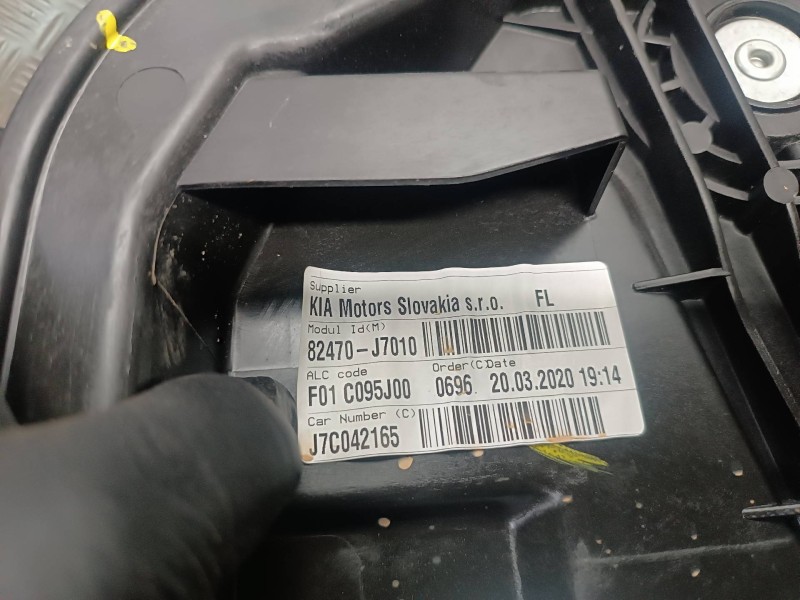 Supplier
KIA Motors Slovakia s.r.o. FL
Modul Id(M)
82470-J7010
ALC code Order(C)Date
F01 C095J00 0696 20.03.2020 19:14
Car Number (C)
J7C042165